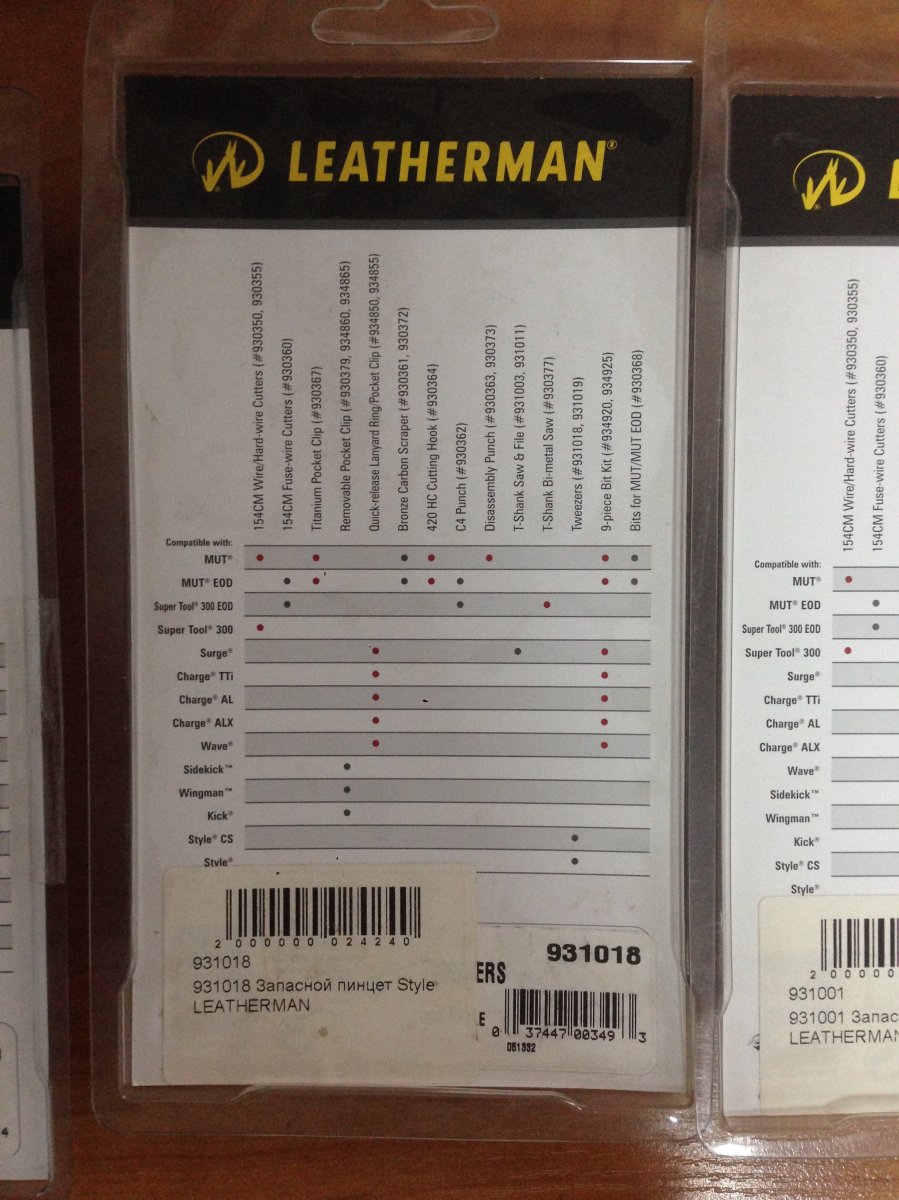 LEATHERMAN®
154CM Wire/Hard-wire Cutters (#930350, 930355)
154CM Fuse-wire Cutters (#930360)
Titanium Pocket Clip (#930367)
Removable Pocket Clip (#930379, 934860, 934865)
Quick-release Lanyard Ring/Pocket Clip (#934850, 934855)
Bronze Carbon Scraper (#930361, 930372)
420 HC Cutting Hook (#930364)
C4 Punch (#930362)
Disassembly Punch (#930363, 930373)
T-Shank Saw & File (#931003, 931011)
T-Shank Bi-metal Saw (#930377)
Tweezers (#931018, 931019)
9-piece Bit Kit (#934920, 934925)
Bits for MUT/MUT EOD (#930368)
Compatible with:
MUT®
MUT® EOD
Super Tool® 300 EOD
Super Tool® 300
Surge®
Charge® TTi
Charge® AL
Charge® ALX
Wave®
Sidekick™
Wingman™
Kick®
Style® CS
Style®
2 000000 024240
931018
931018 Запасной пинцет Style
LEATHERMAN
ERS
931018
E
0 37447 00349 3
051332
L
154CM Wire/Hard-wire Cutters (#930350, 930355)
154CM Fuse-wire Cutters (#930360)
Compatible with:
MUT®
MUT® EOD
Super Tool® 300 EOD
Super Tool® 300
Surge®
Charge® TTi
Charge® AL
Charge® ALX
Wave®
Sidekick™
Wingman™
Kick®
Style® CS
Style®
2 00000
931001
931001 Запас
LEATHERMAN
4